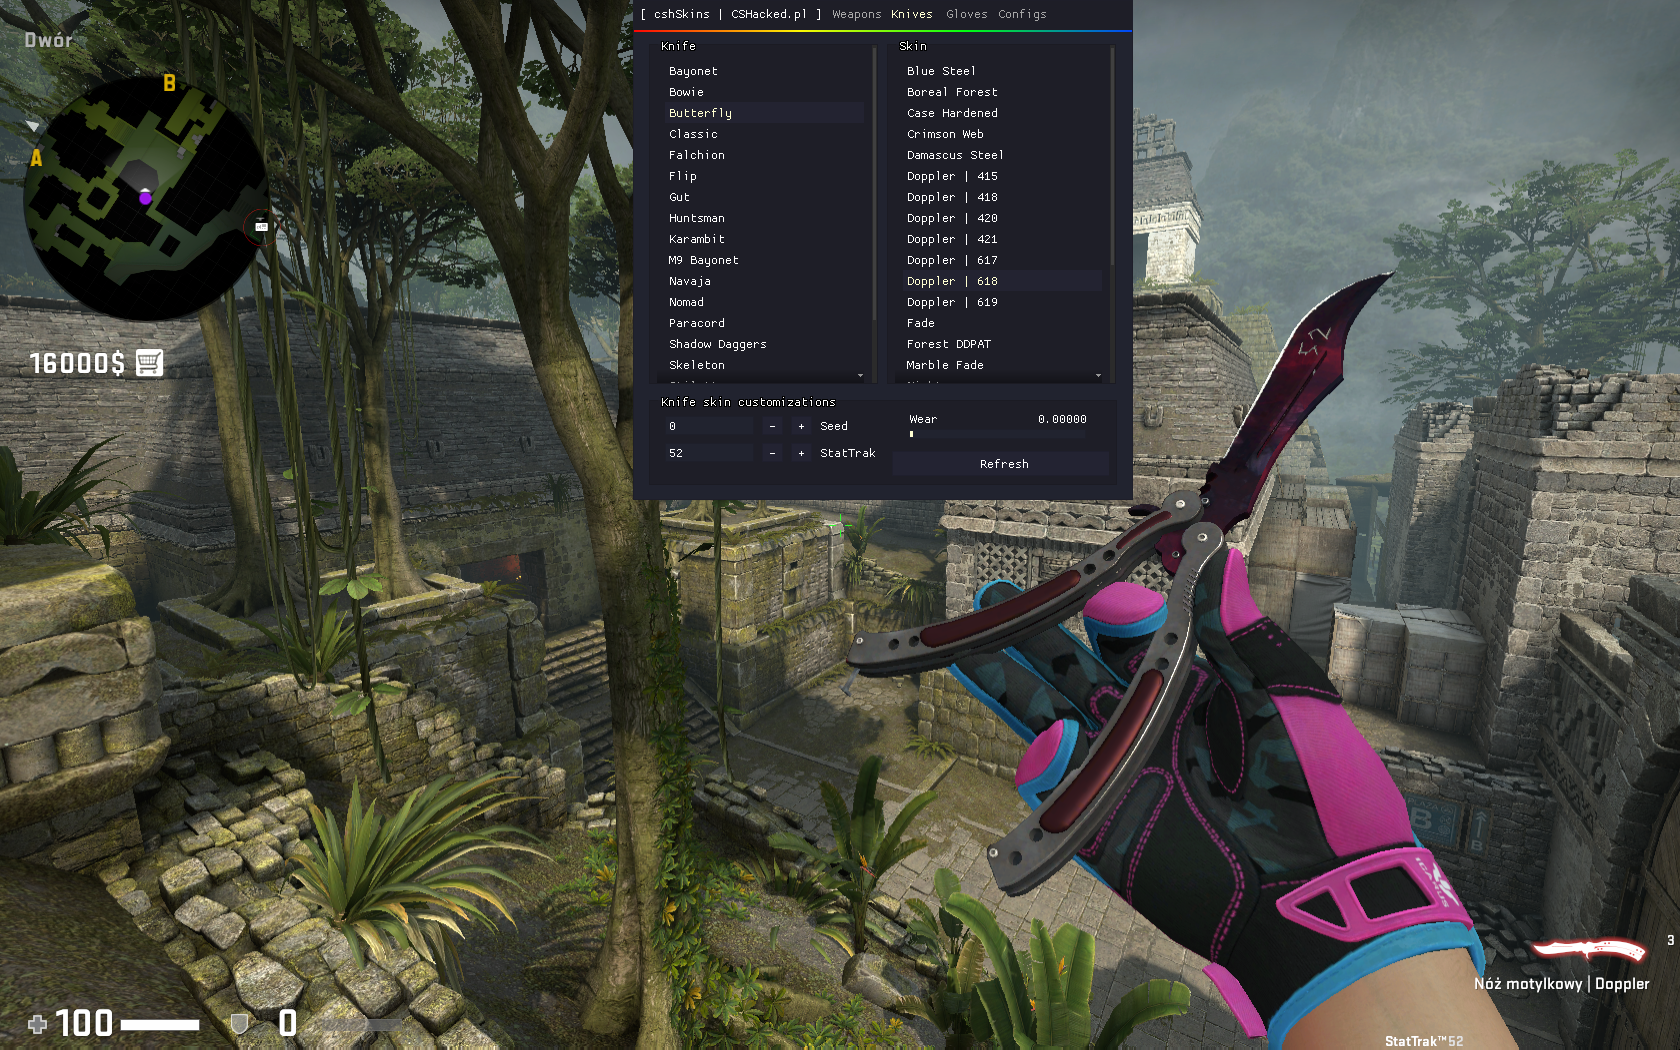 [ cshSkins | CSHacked.pl ] Weapons Knives Gloves Configs
Dwór
B
A
16000$
Knife
Bayonet
Bowie
Butterfly
Classic
Falchion
Flip
Gut
Huntsman
Karambit
M9 Bayonet
Navaja
Nomad
Paracord
Shadow Daggers
Skeleton
Skin
Blue Steel
Boreal Forest
Case Hardened
Crimson Web
Damascus Steel
Doppler | 415
Doppler | 418
Doppler | 420
Doppler | 421
Doppler | 617
Doppler | 618
Doppler | 619
Fade
Forest DDPAT
Marble Fade
Knife skin customizations
0 - + Seed
52 - + StatTrak
Wear 0.00000
Refresh
B
B
3
Nóż motylkowy | Doppler
StatTrak™52
100
0